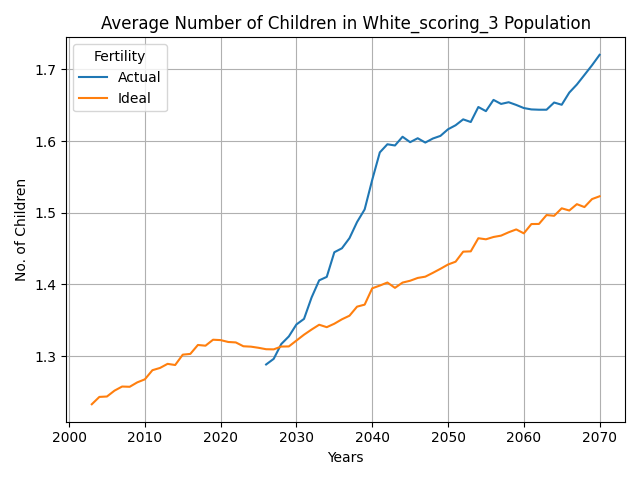 Average Number of Children in White_scoring_3 Population
Fertility
Actual
Ideal
No. of Children
1.7
1.6
1.5
1.4
1.3
2000 2010 2020 2030 2040 2050 2060 2070
Years